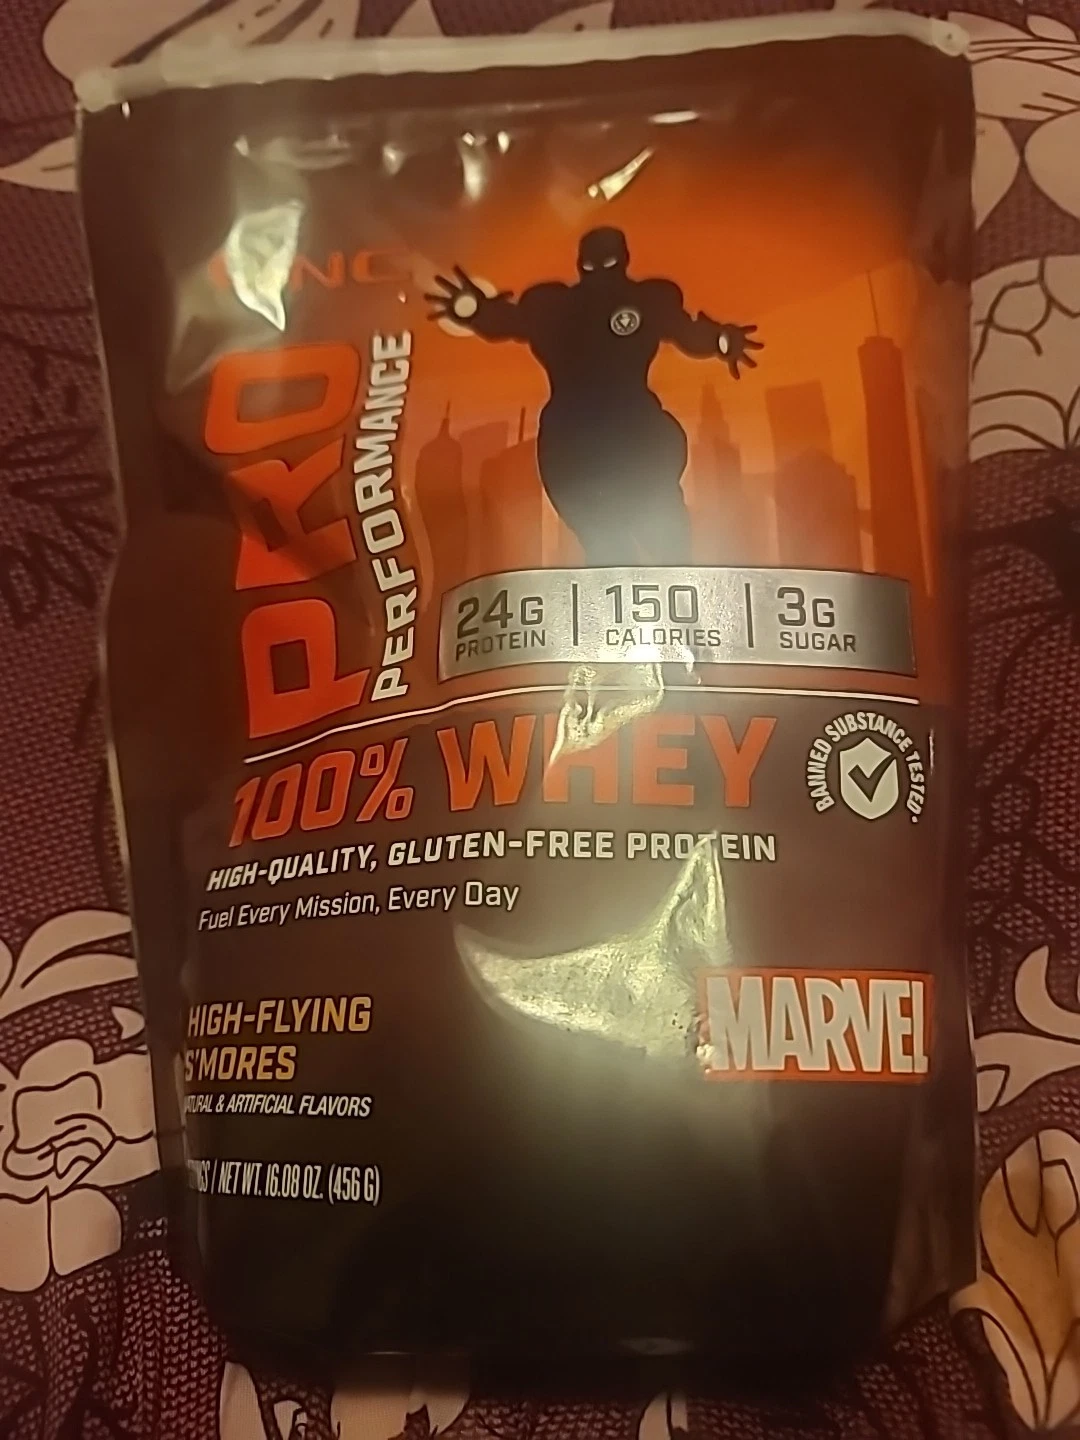 GNC
PRO
PERFORMANCE
24G | 150 | 3G
PROTEIN CALORIES SUGAR
100% WHEY
BANNED SUBSTANCE TESTED
HIGH-QUALITY, GLUTEN-FREE PROTEIN
Fuel Every Mission, Every Day
MARVEL
HIGH-FLYING
S'MORES
& ARTIFICIAL FLAVORS
/ NET WT. 16.08 OZ. (456 G)